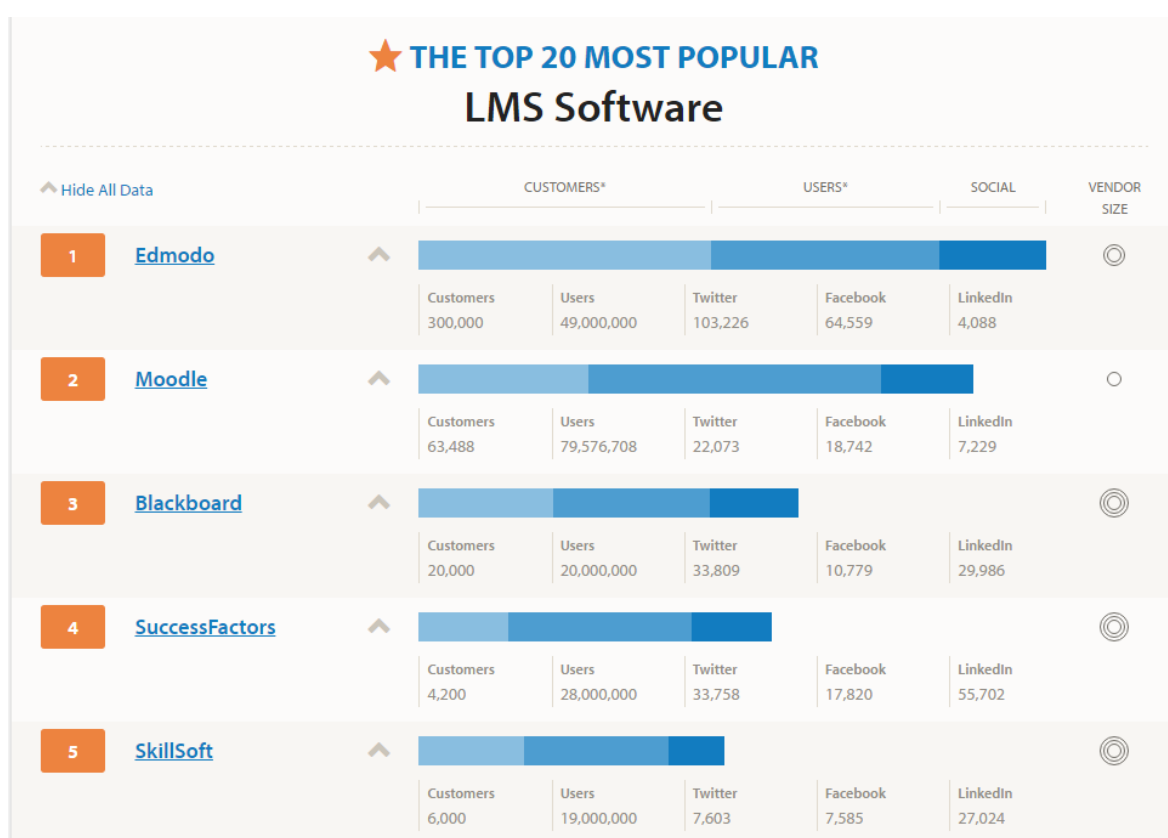 THE TOP 20 MOST POPULAR
LMS Software
Hide All Data CUSTOMERS* USERS* SOCIAL VENDOR SIZE
1 Edmodo
Customers Users Twitter Facebook LinkedIn
300,000 49,000,000 103,226 64,559 4,088
2 Moodle
Customers Users Twitter Facebook LinkedIn
63,488 79,576,708 22,073 18,742 7,229
3 Blackboard
Customers Users Twitter Facebook LinkedIn
20,000 20,000,000 33,809 10,779 29,986
4 SuccessFactors
Customers Users Twitter Facebook LinkedIn
4,200 28,000,000 33,758 17,820 55,702
5 SkillSoft
Customers Users Twitter Facebook LinkedIn
6,000 19,000,000 7,603 7,585 27,024